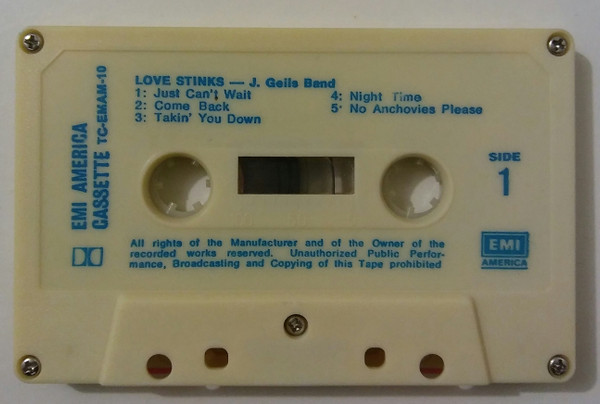 LOVE STINKS — J. Geils Band
1: Just Can't Wait
2: Come Back
3: Takin' You Down
4: Night Time
5: No Anchovies Please
EMI AMERICA
CASSETTE TC-EMAM-10
SIDE
1
All rights of the Manufacturer and of the Owner of the
recorded works reserved. Unauthorized Public Perfor-
mance, Broadcasting and Copying of this Tape prohibited
EMI
AMERICA